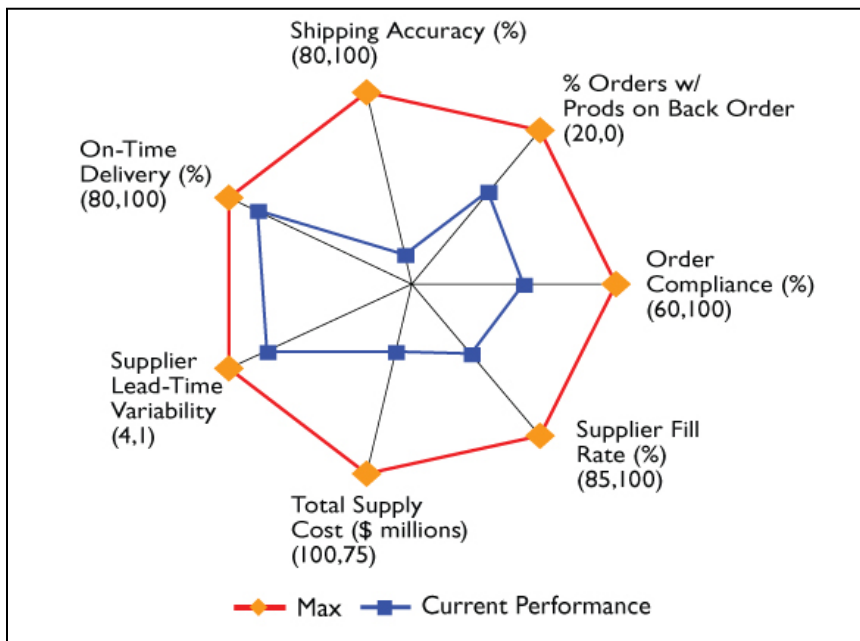 Shipping Accuracy (%)
(80,100)
% Orders w/
Prods on Back Order
(20,0)
On-Time
Delivery (%)
(80,100)
Order
Compliance (%)
(60,100)
Supplier
Lead-Time
Variability
(4,1)
Supplier Fill
Rate (%)
(85,100)
Total Supply
Cost ($ millions)
(100,75)
Max
Current Performance